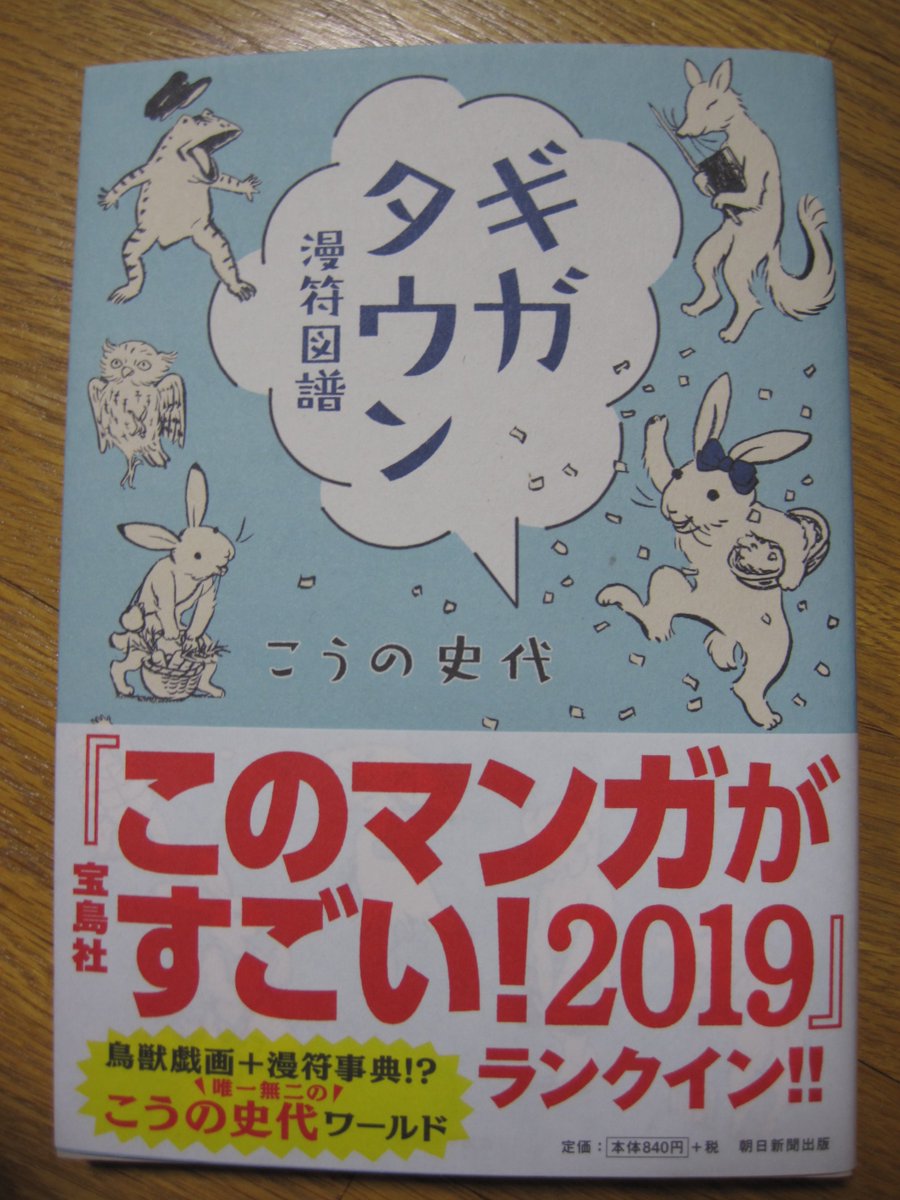 ギガ
タウン
漫符図譜
こうの史代
『このマンガが
すごい!2019』
宝島社
ランクイン!!
鳥獣戯画+漫符事典!?
唯一無二の
こうの史代ワールド
定価:本体840円+税 朝日新聞出版